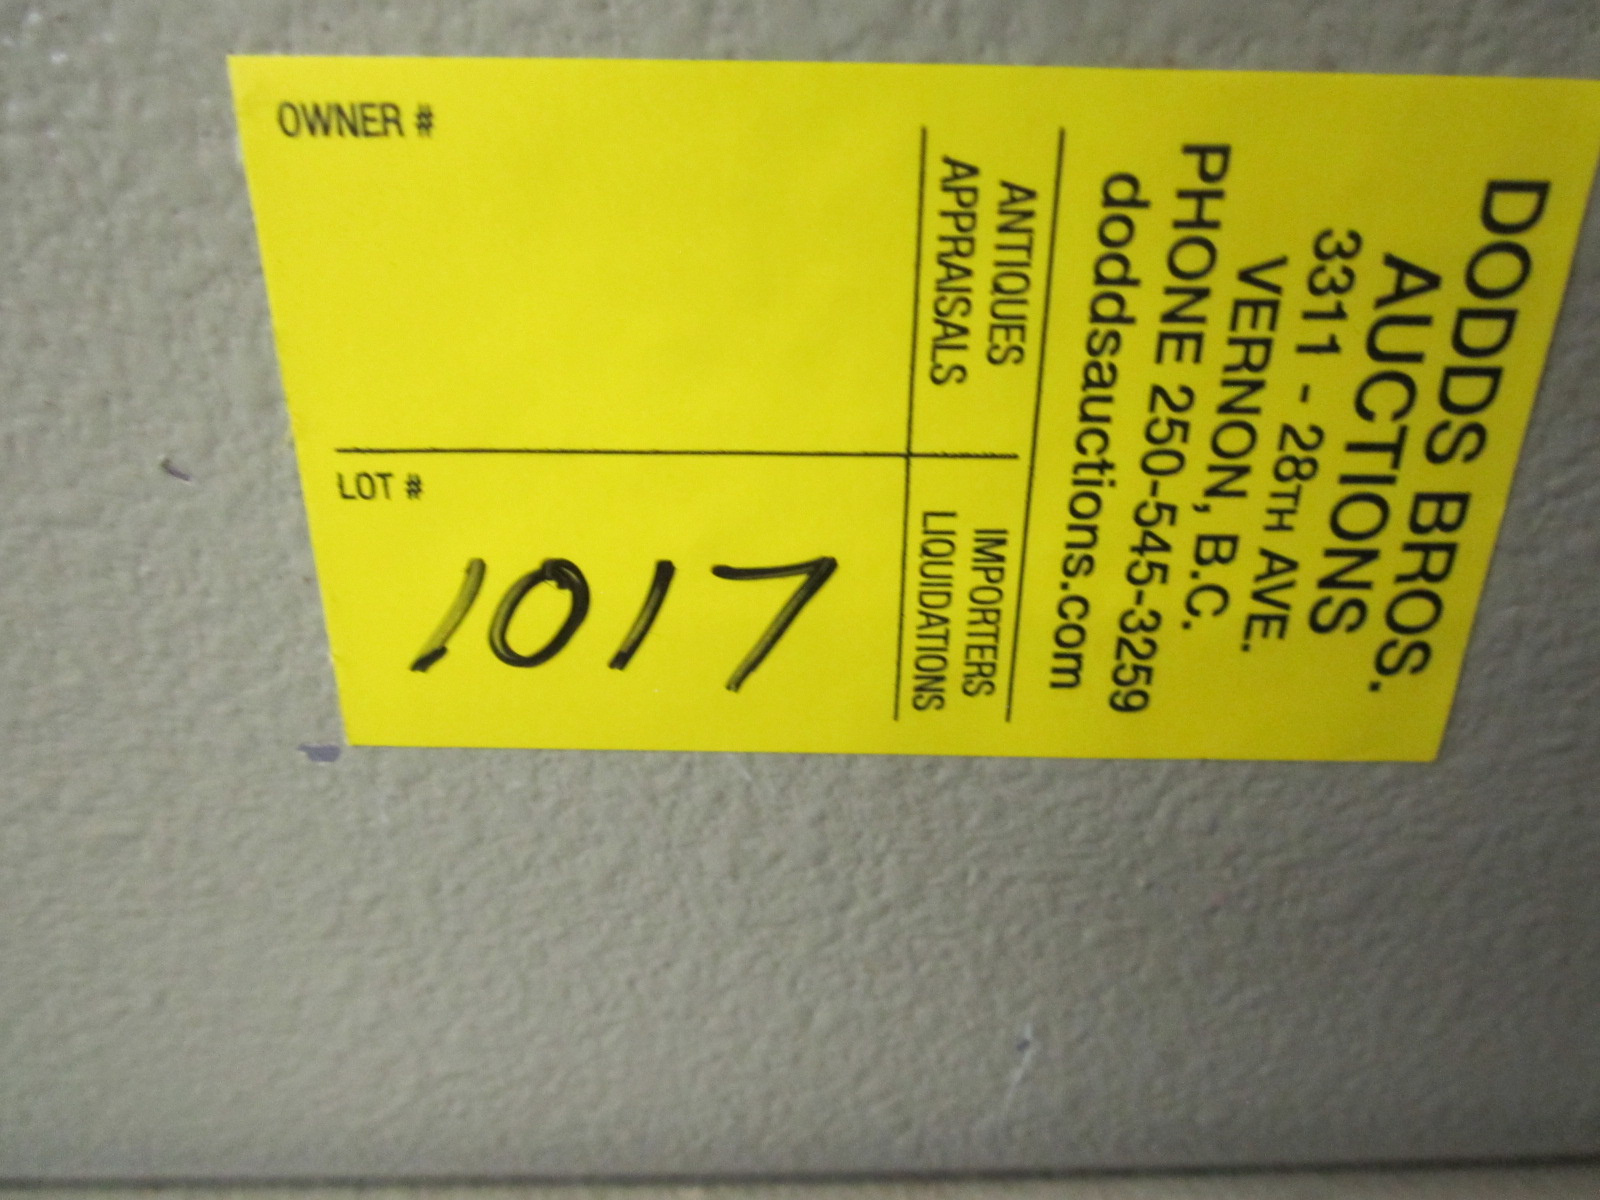 DODDS BROS.
AUCTIONS
3311 - 28TH AVE.
VERNON, B.C.
PHONE 250-545-3259
doddsauctions.com
ANTIQUES
APPRAISALS
IMPORTERS
LIQUIDATIONS
OWNER #
LOT #
1017